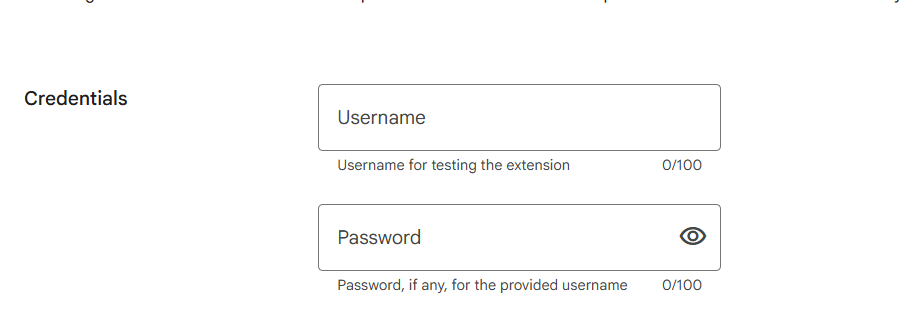 Credentials
Username
Username for testing the extension 0/100
Password
Password, if any, for the provided username 0/100